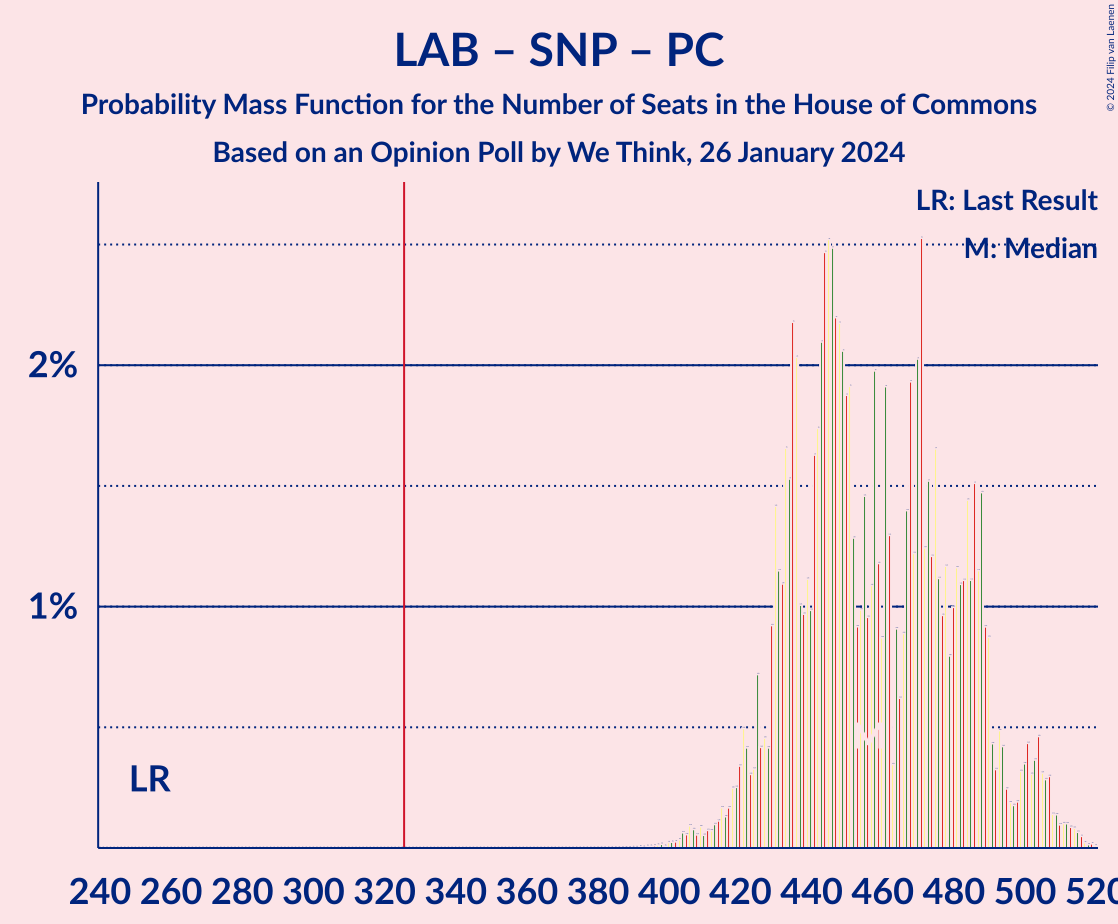 LAB – SNP – PC
Probability Mass Function for the Number of Seats in the House of Commons
Based on an Opinion Poll by We Think, 26 January 2024
© 2024 Filip van Laenen
LR: Last Result
M: Median
2%
1%
LR
240 260 280 300 320 340 360 380 400 420 440 460 480 500 520